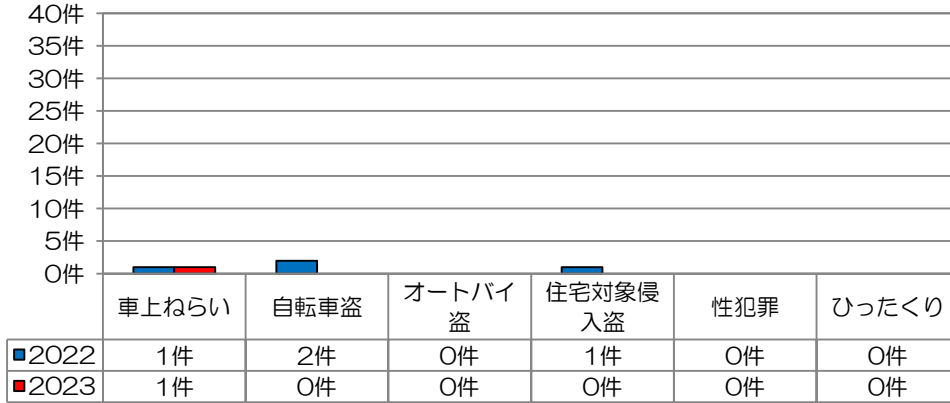 40件
35件
30件
25件
20件
15件
10件
5件
0件
車上ねらい 自転車盗 オートバイ盗 住宅対象侵入盗 性犯罪 ひったくり
2022 1件 2件 0件 1件 0件 0件
2023 1件 0件 0件 0件 0件 0件